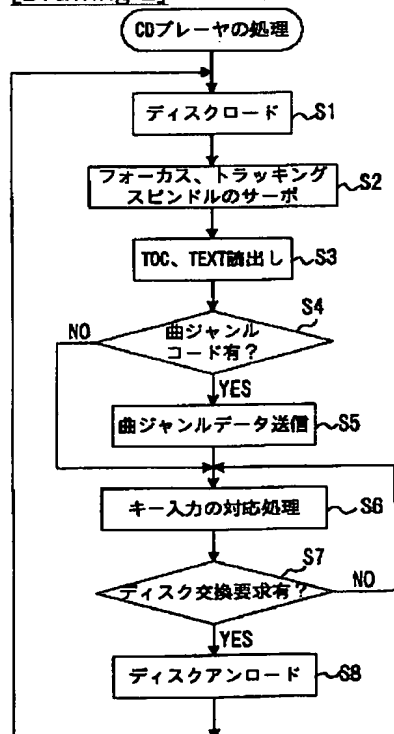 CDプレーヤの処理
ディスクロード
S1
フォーカス、トラッキング
スピンドルのサーボ
S2
TOC、TEXT読出し
S3
S4
NO
曲ジャンル
コード有？
YES
曲ジャンルデータ送信
S5
キー入力の対応処理
S6
S7
ディスク交換要求有？
NO
YES
ディスクアンロード
S8